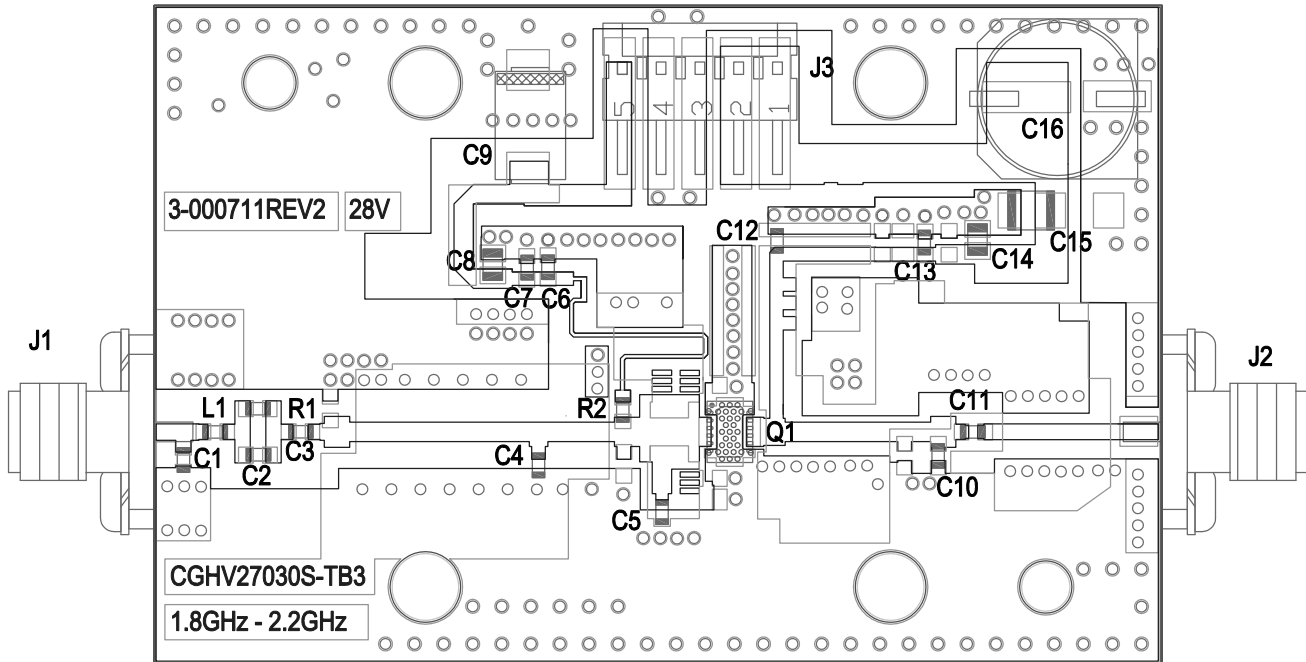 J3
5 4 3 2 1
C16
C9
3-000711REV2 28V
C12
C8
C13
C14
C15
C7 C6
J1
J2
L1 R1
R2
C11
Q1
C1
C2
C3
C4
C10
C5
CGHV27030S-TB3
1.8GHz - 2.2GHz